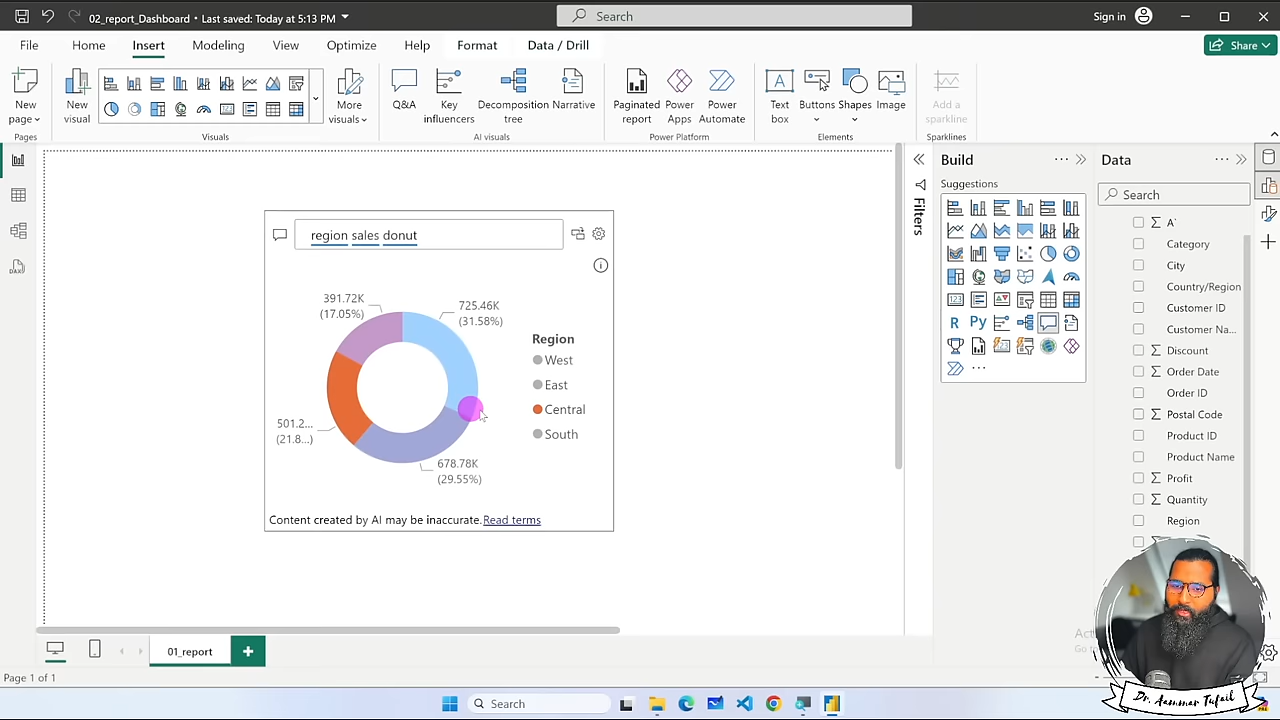 02_report_Dashboard • Last saved: Today at 5:13 PM
Search
Sign in
File
Home
Insert
Modeling
View
Optimize
Help
Format
Data / Drill
Share
New page
New visual
More visuals
Q&A
Key influencers
Decomposition tree
Narrative
Paginated report
Power Apps
Power Automate
Text box
Buttons
Shapes
Image
Add a sparkline
Pages
Visuals
AI visuals
Power Platform
Elements
Sparklines
region sales donut
391.72K
(17.05%)
725.46K
(31.58%)
501.2...
(21.8...)
678.78K
(29.55%)
Region
West
East
Central
South
Content created by AI may be inaccurate. Read terms
Filters
Build
Suggestions
R
Py
123
Data
Search
A`
Category
City
Country/Region
Customer ID
Customer Na...
Discount
Order Date
Order ID
Postal Code
Product ID
Product Name
Profit
Quantity
Region
01_report
Page 1 of 1
Search
Dr. Aammar Tufail